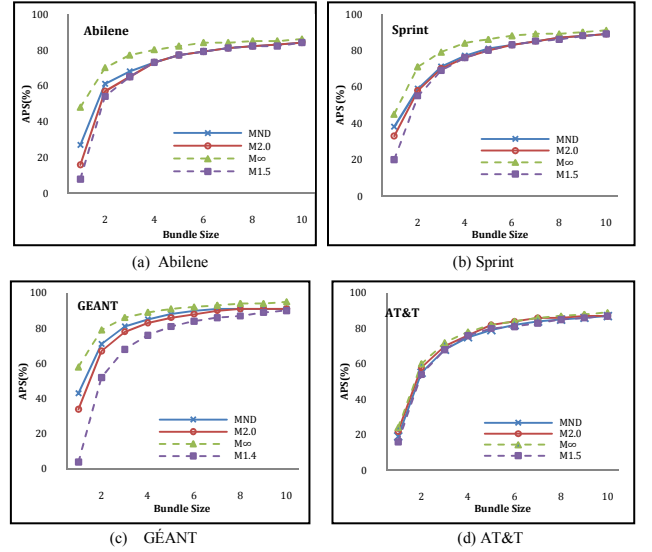 Abilene
APS(%)
100
80
60
40
20
0
MND
M2.0
M∞
M1.5
2 4 6 8 10
Bundle Size
(a) Abilene
Sprint
APS(%)
100
80
60
40
20
0
MND
M2.0
M∞
M1.5
2 4 6 8 10
Bundle Size
(b) Sprint
GEANT
APS(%)
100
80
60
40
20
0
MND
M2.0
M∞
M1.4
2 4 6 8 10
Bundle Size
(c) GÉANT
AT&T
APS(%)
100
80
60
40
20
0
MND
M2.0
M∞
M1.5
2 4 6 8 10
Bundle Size
(d) AT&T